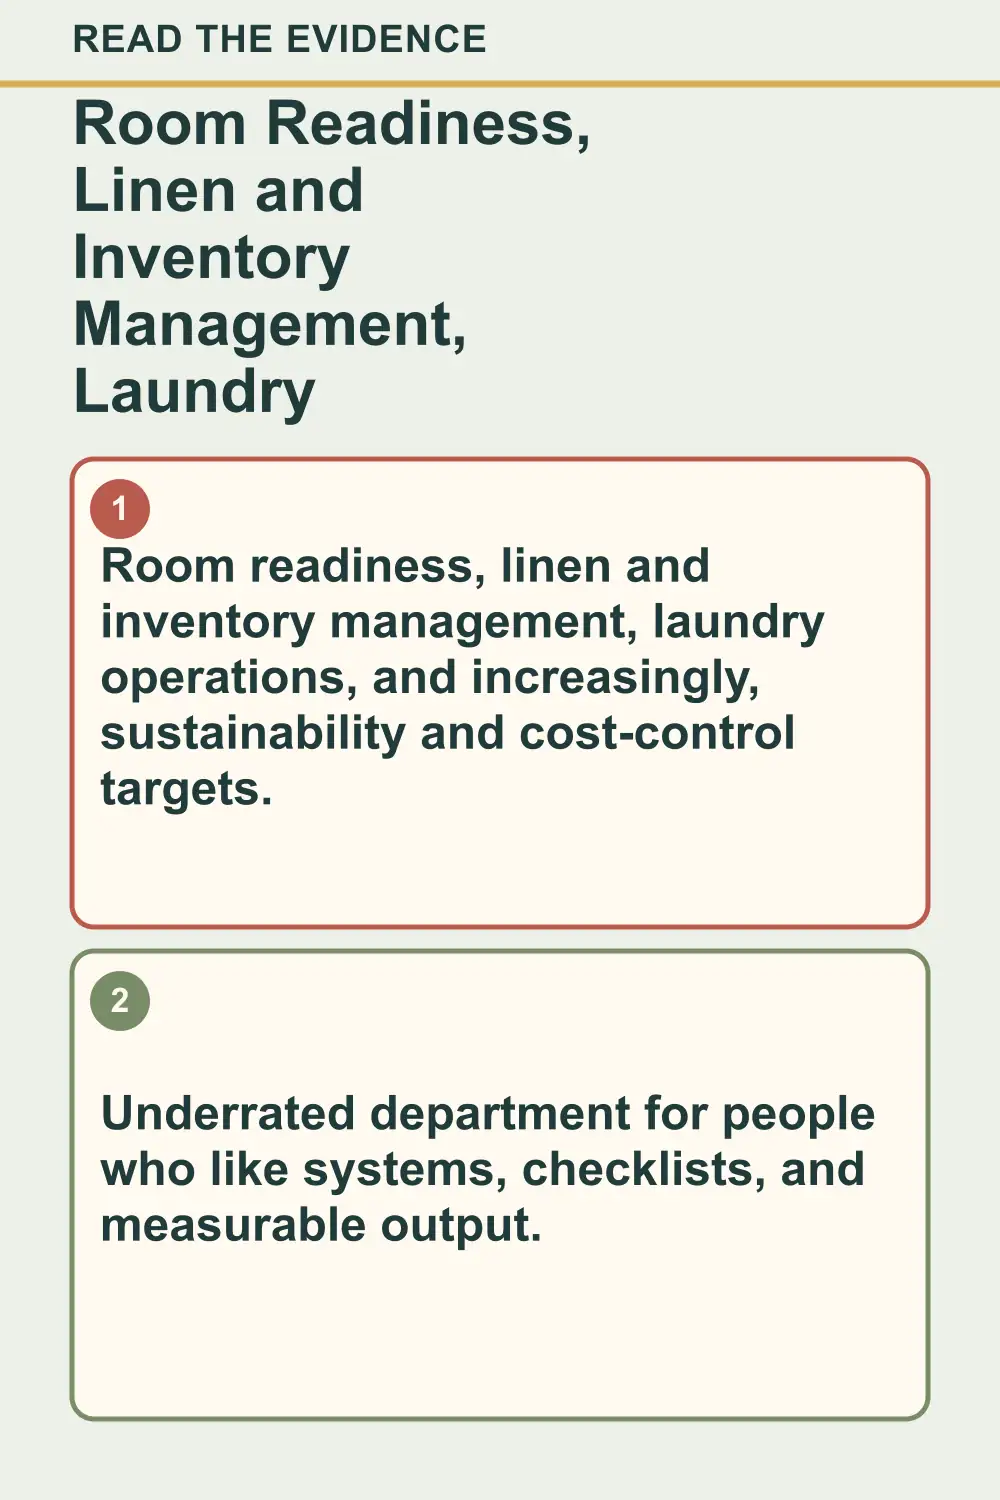 READ THE EVIDENCE
Room Readiness,
Linen and
Inventory
Management,
Laundry
1
Room readiness, linen and
inventory management, laundry
operations, and increasingly,
sustainability and cost-control
targets.
2
Underrated department for people
who like systems, checklists, and
measurable output.